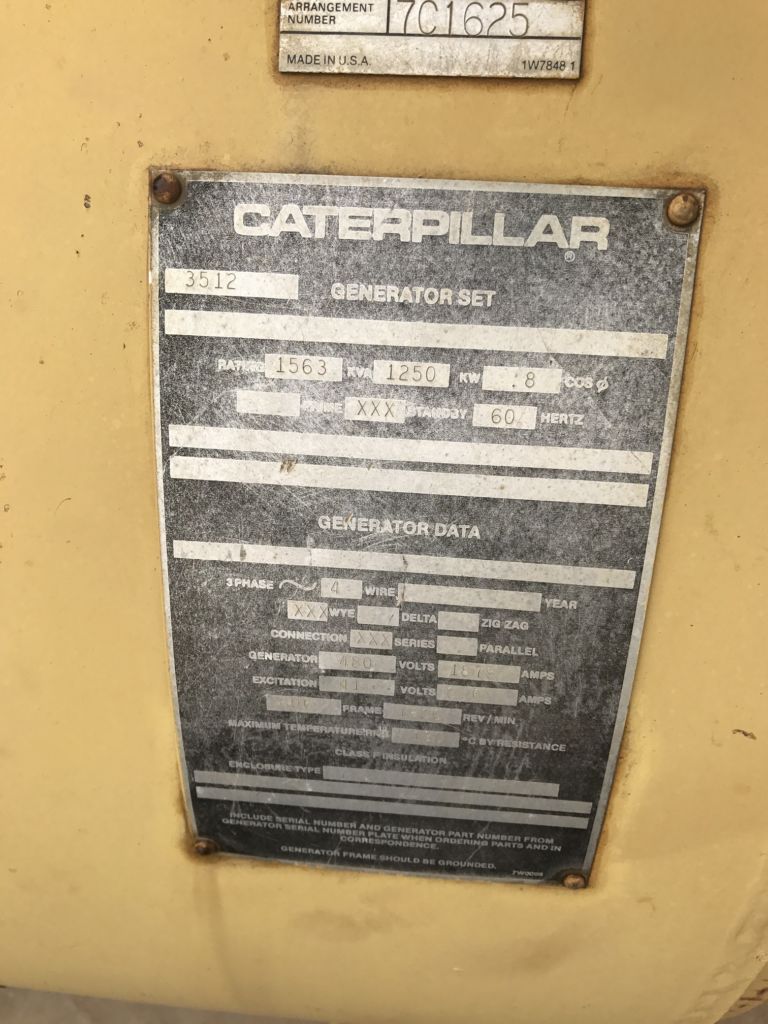 ARRANGEMENT
NUMBER 7C1625
MADE IN U.S.A. 1W7848 1
CATERPILLAR®
3512 GENERATOR SET
RATING 1563 KVA 1250 KW .8 COS Ø
PRIME XXX STANDBY 60 HERTZ
GENERATOR DATA
3 PHASE 4 WIRE YEAR
XXX WYE DELTA ZIG ZAG
CONNECTION XXX SERIES PARALLEL
GENERATOR 480 VOLTS AMPS
EXCITATION VOLTS AMPS
FRAME REV/MIN
MAXIMUM TEMPERATURE RISE °C BY RESISTANCE
CLASS F INSULATION
ENCLOSURE TYPE
INCLUDE SERIAL NUMBER AND GENERATOR PART NUMBER FROM
GENERATOR SERIAL NUMBER PLATE WHEN ORDERING PARTS AND IN
CORRESPONDENCE.
GENERATOR FRAME SHOULD BE GROUNDED.